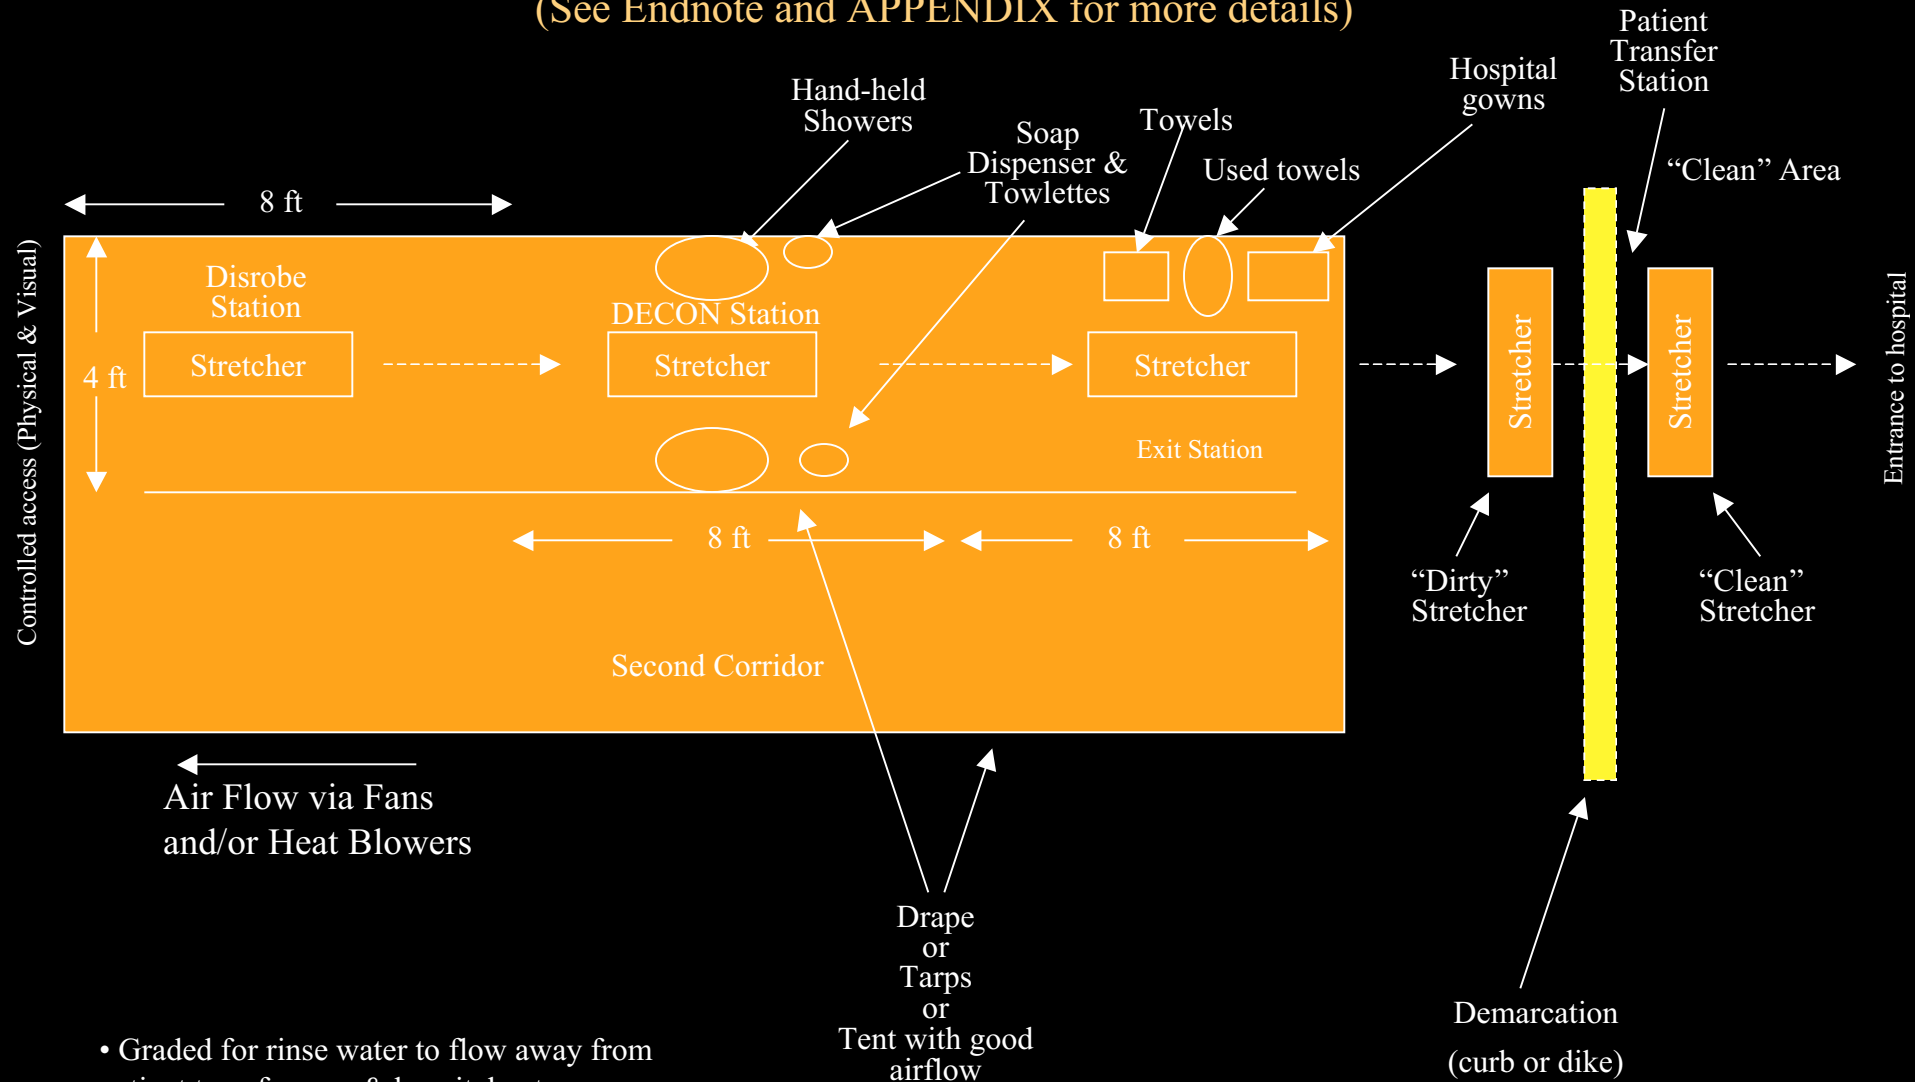 (See Endnote and APPENDIX for more details)
Patient
Transfer
Station
Hand-held
Showers
Soap
Dispenser &
Towlettes
Towels
Used towels
Hospital
gowns
“Clean” Area
8 ft
Controlled access (Physical & Visual)
4 ft
Disrobe
Station
Stretcher
DECON Station
Stretcher
Stretcher
Exit Station
Stretcher
Stretcher
Entrance to hospital
8 ft
8 ft
“Dirty”
Stretcher
“Clean”
Stretcher
Second Corridor
Air Flow via Fans
and/or Heat Blowers
Drape
or
Tarps
or
Tent with good
airflow
Demarcation
(curb or dike)
• Graded for rinse water to flow away from